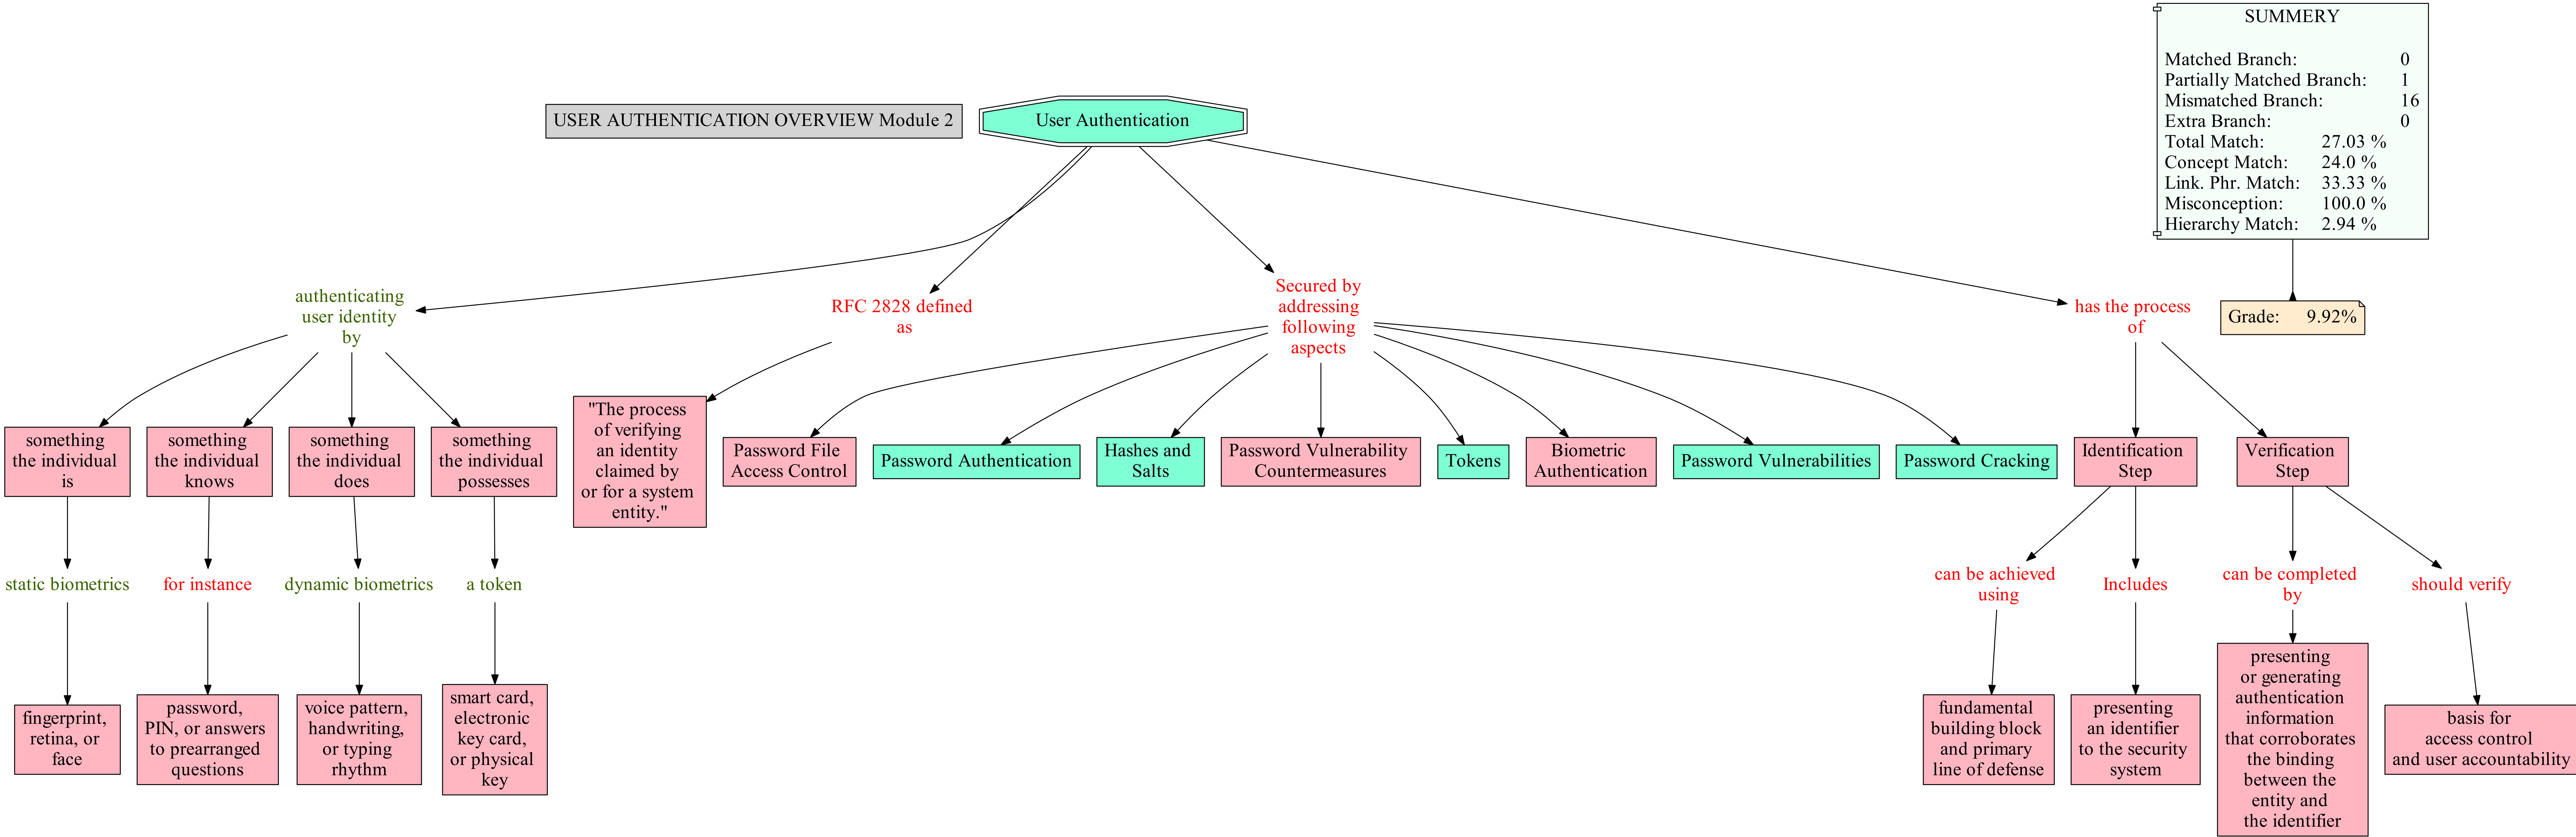 SUMMERY
Matched Branch: 0
Partially Matched Branch: 1
Mismatched Branch: 16
Extra Branch: 0
Total Match: 27.03 %
Concept Match: 24.0 %
Link. Phr. Match: 33.33 %
Misconception: 100.0 %
Hierarchy Match: 2.94 %
USER AUTHENTICATION OVERVIEW Module 2
User Authentication
authenticating
user identity
by
RFC 2828 defined
as
Secured by
addressing
following
aspects
has the process
of
Grade: 9.92%
something
the individual
is
something
the individual
knows
something
the individual
does
something
the individual
possesses
"The process
of verifying
an identity
claimed by
or for a system
entity."
Password File
Access Control
Password Authentication
Hashes and
Salts
Password Vulnerability
Countermeasures
Tokens
Biometric
Authentication
Password Vulnerabilities
Password Cracking
Identification
Step
Verification
Step
static biometrics
for instance
dynamic biometrics
a token
can be achieved
using
Includes
can be completed
by
should verify
fingerprint,
retina, or
face
password,
PIN, or answers
to prearranged
questions
voice pattern,
handwriting,
or typing
rhythm
smart card,
electronic
key card,
or physical
key
fundamental
building block
and primary
line of defense
presenting
an identifier
to the security
system
presenting
or generating
authentication
information
that corroborates
the binding
between the
entity and
the identifier
basis for
access control
and user accountability